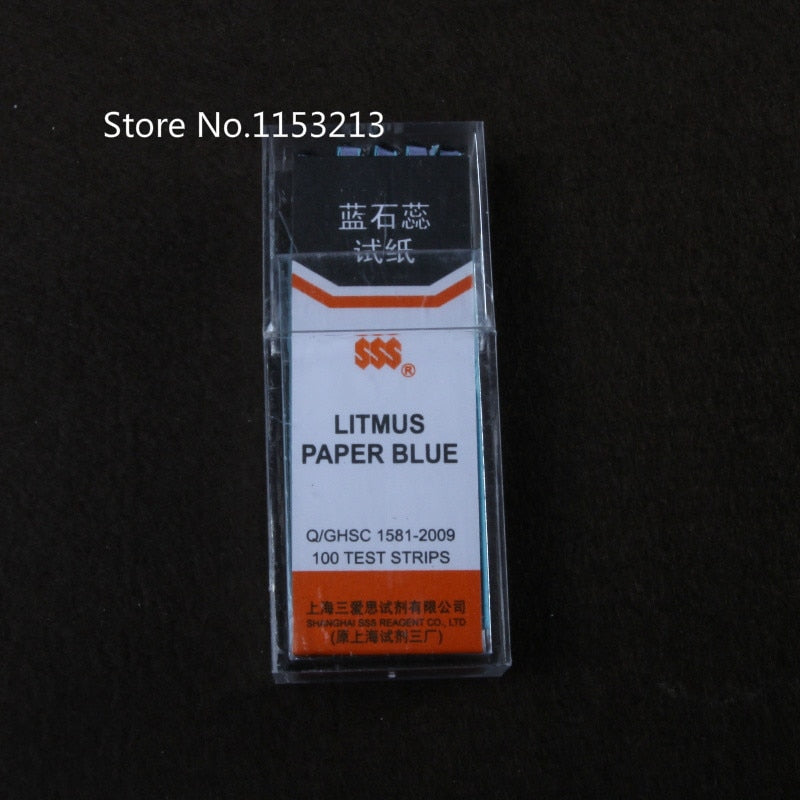 Store No.1153213
蓝石蕊
试纸
SSS
®
LITMUS
PAPER BLUE
Q/GHSC 1581-2009
100 TEST STRIPS
上海三爱思试剂有限公司
SHANGHAI SSS REAGENT CO., LTD
(原上海试剂三厂)